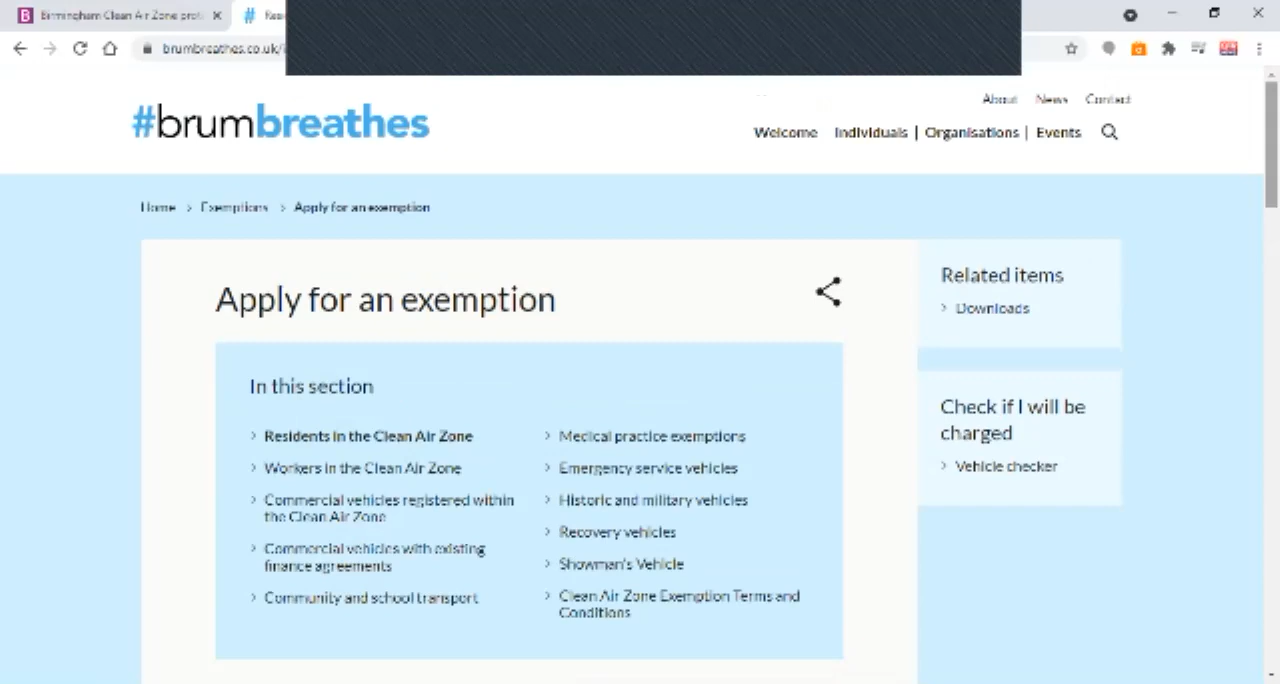 Birmingham Clean Air Zone
brumbreathes.co.uk/
#brumbreathes
About News Contact
Welcome Individuals | Organisations | Events
Home > Exemptions > Apply for an exemption
Apply for an exemption
In this section
> Residents in the Clean Air Zone
> Workers in the Clean Air Zone
> Commercial vehicles registered within
the Clean Air Zone
> Commercial vehicles with existing
finance agreements
> Community and school transport
> Medical practice exemptions
> Emergency service vehicles
> Historic and military vehicles
> Recovery vehicles
> Showman's Vehicle
> Clean Air Zone Exemption Terms and
Conditions
Related items
> Downloads
Check if I will be
charged
> Vehicle checker